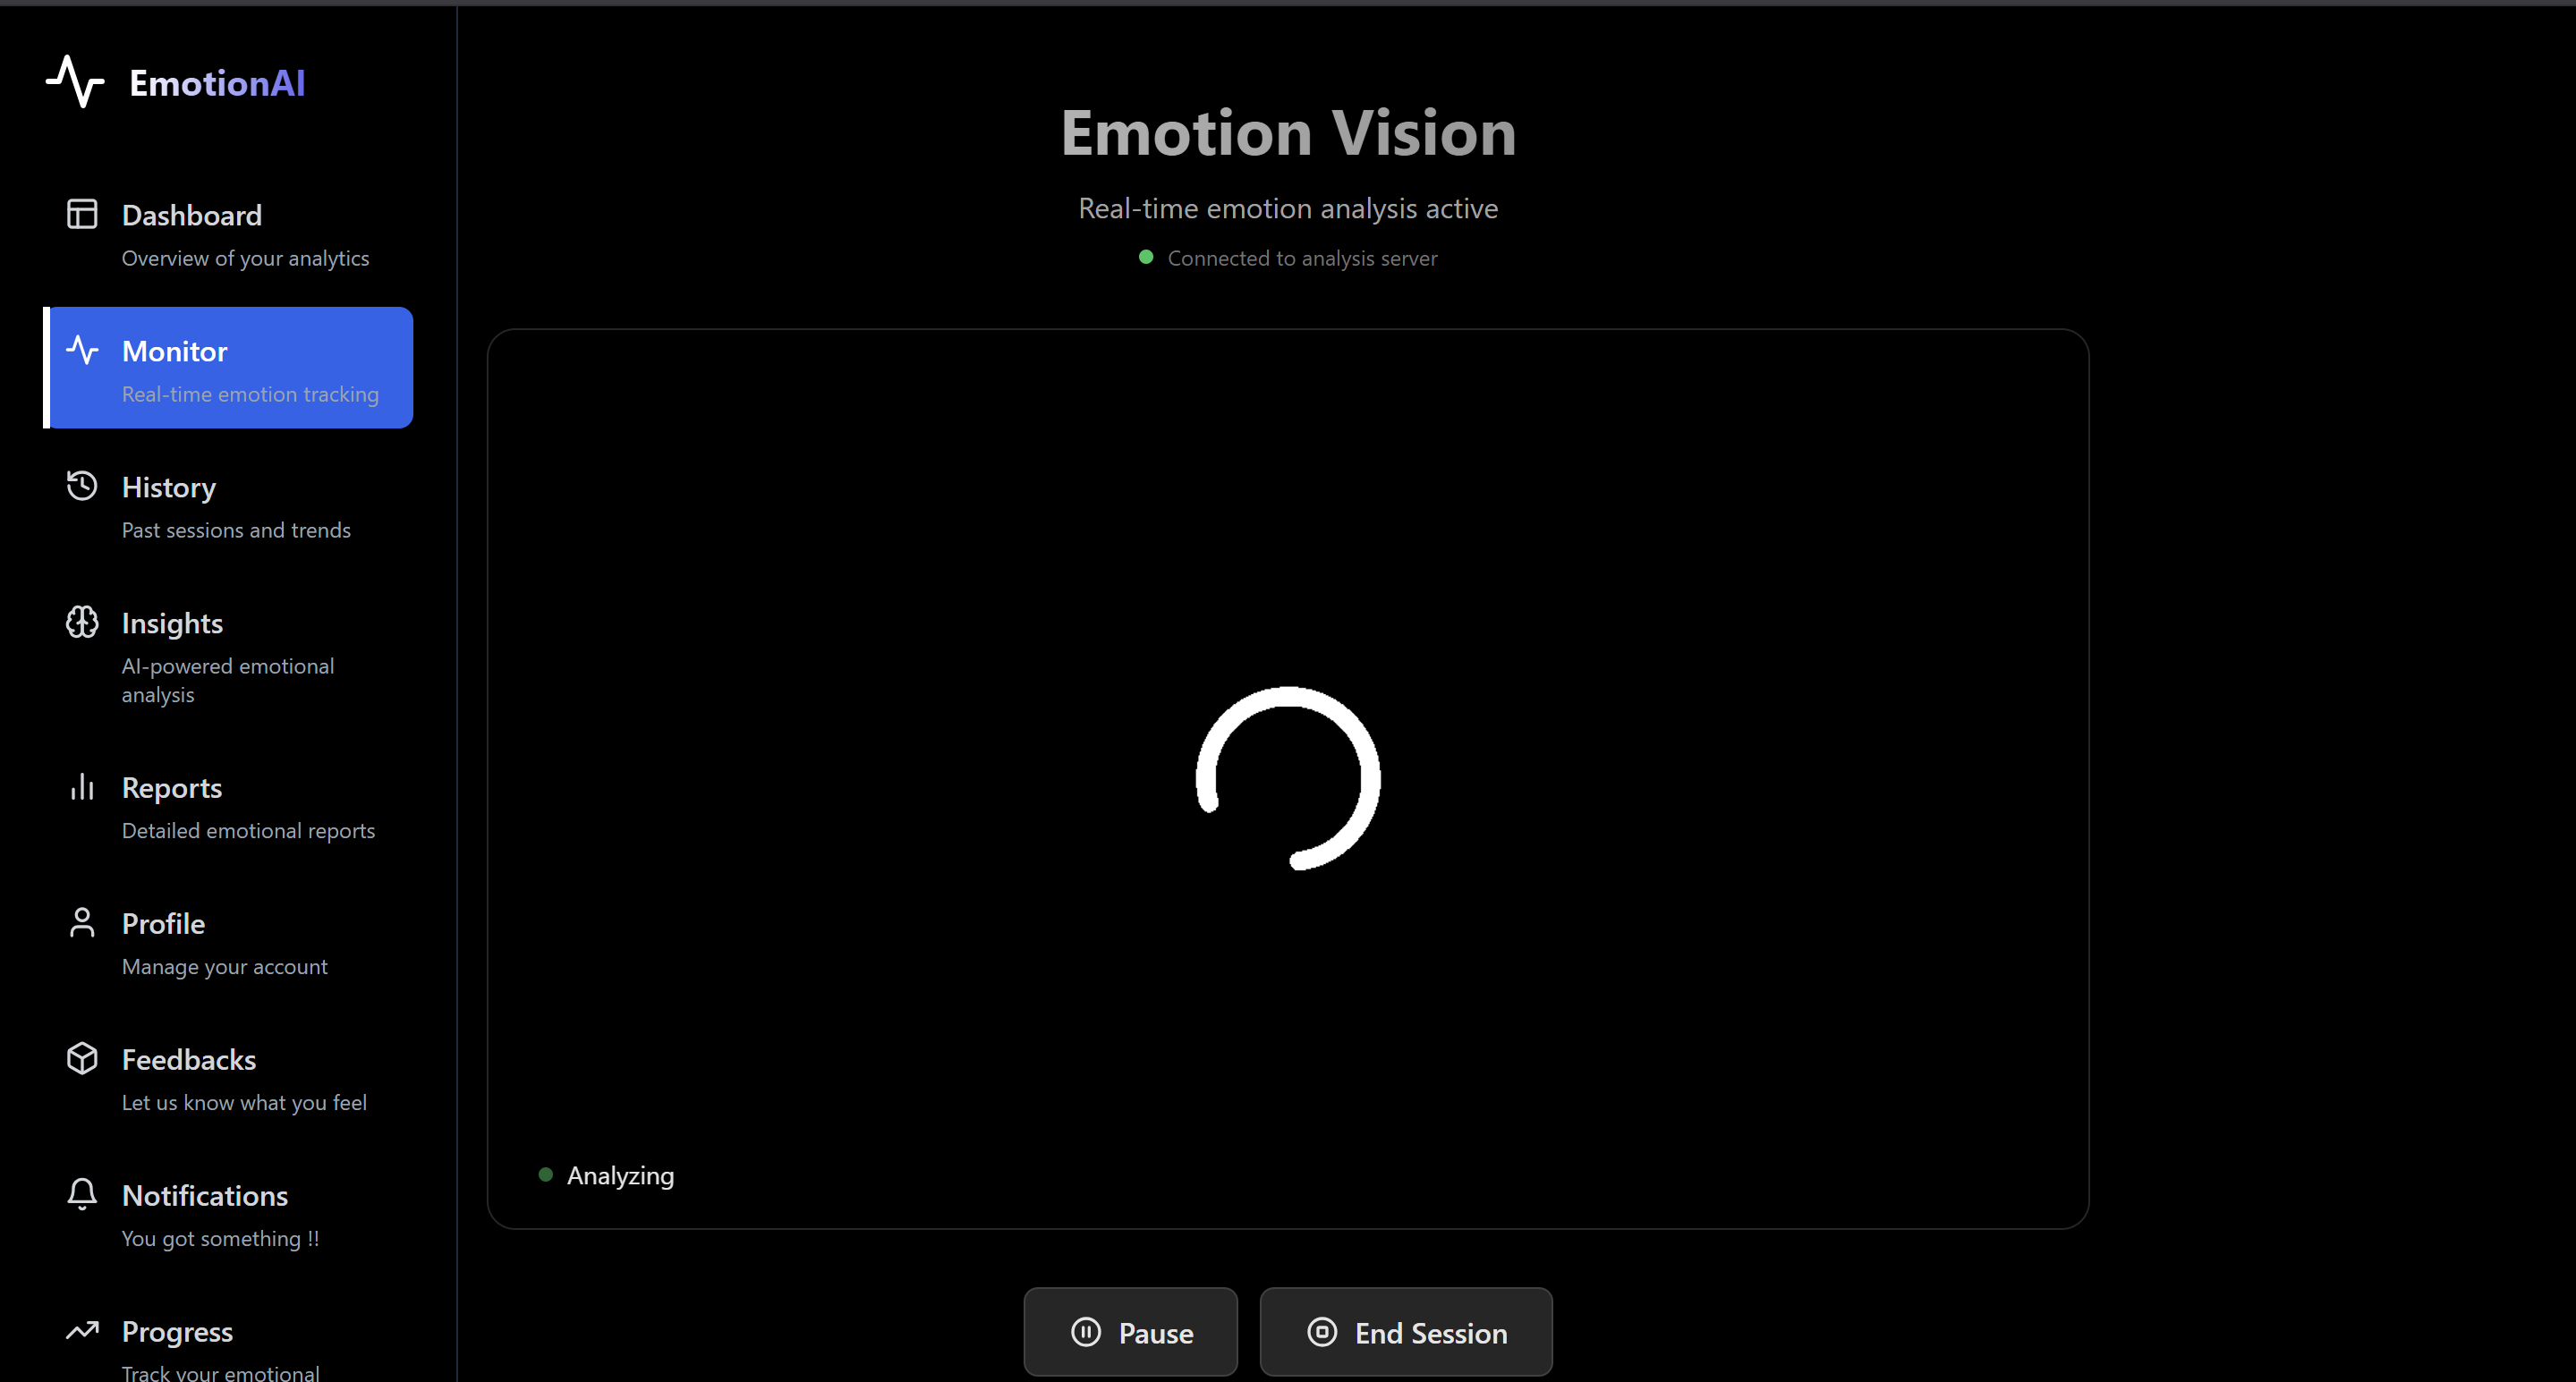 EmotionAI
Dashboard
Overview of your analytics
Monitor
Real-time emotion tracking
History
Past sessions and trends
Insights
AI-powered emotional
analysis
Reports
Detailed emotional reports
Profile
Manage your account
Feedbacks
Let us know what you feel
Notifications
You got something !!
Progress
Track your emotional
Emotion Vision
Real-time emotion analysis active
Connected to analysis server
Analyzing
Pause
End Session